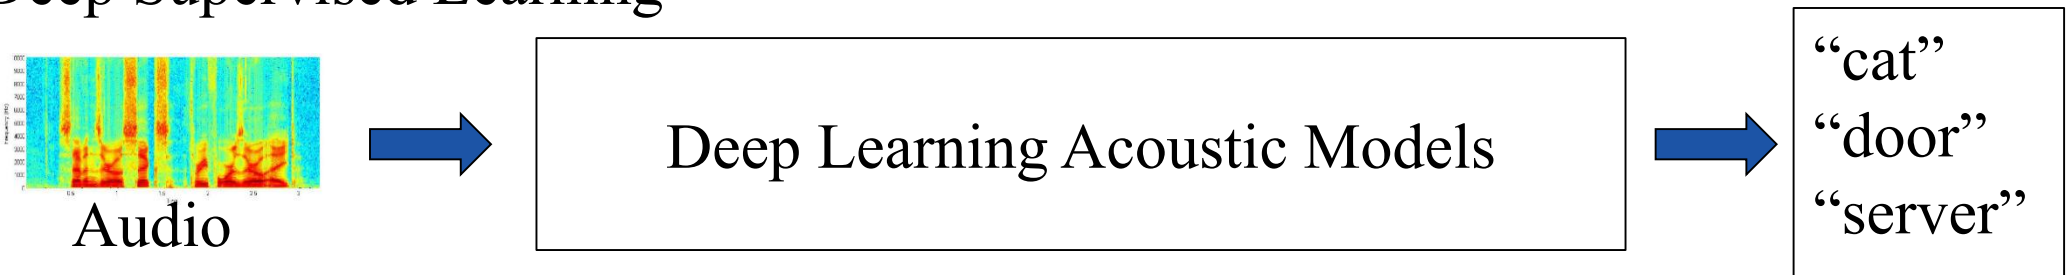 Deep Supervised Learning
Audio
Deep Learning Acoustic Models
“cat”
“door”
“server”